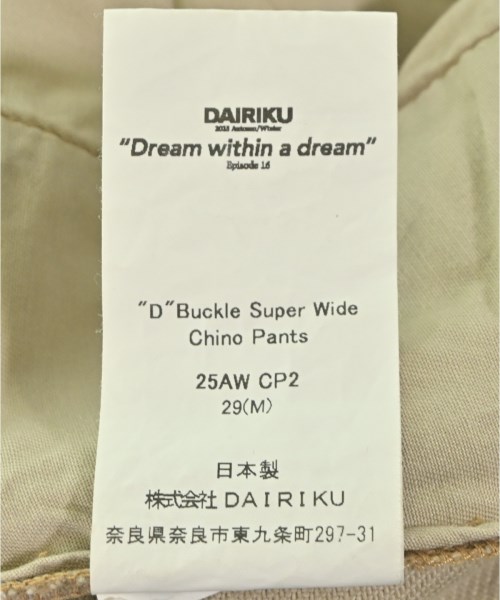 DAIRIKU
2025 Autumn/Winter
"Dream within a dream"
Episode 16
"D"Buckle Super Wide
Chino Pants
25AW CP2
29(M)
日本製
株式会社 DAIRIKU
奈良県奈良市東九条町297-31